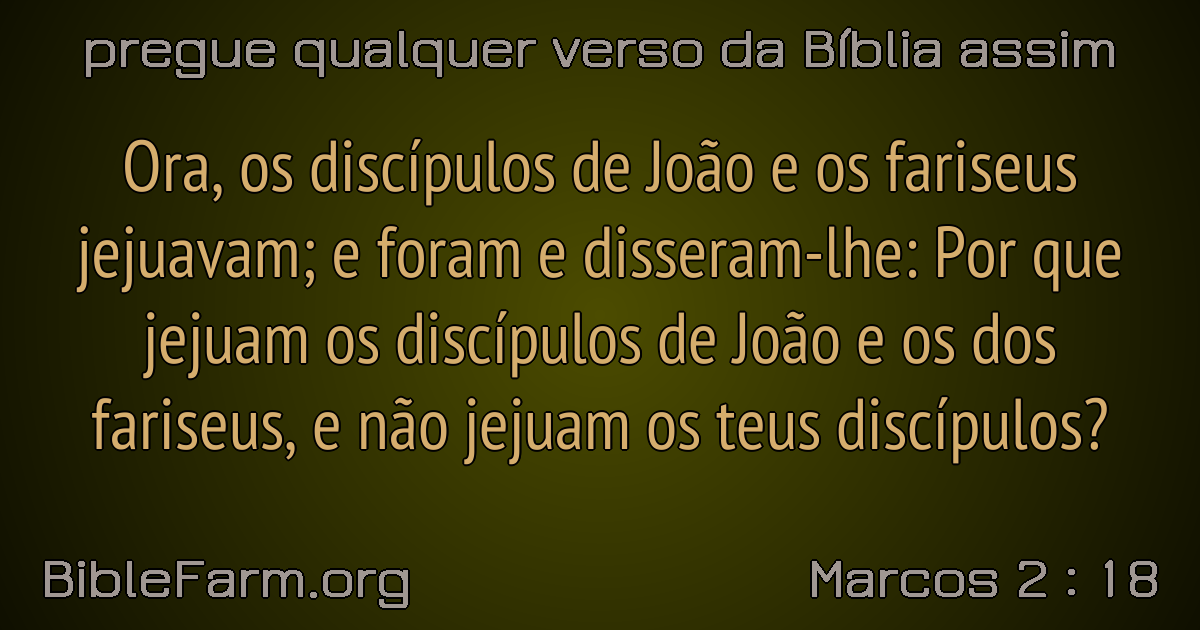 pregue qualquer verso da Bíblia assim
Ora, os discípulos de João e os fariseus
jejuavam; e foram e disseram-lhe: Por que
jejuam os discípulos de João e os dos
fariseus, e não jejuam os teus discípulos?
BibleFarm.org
Marcos 2 : 18